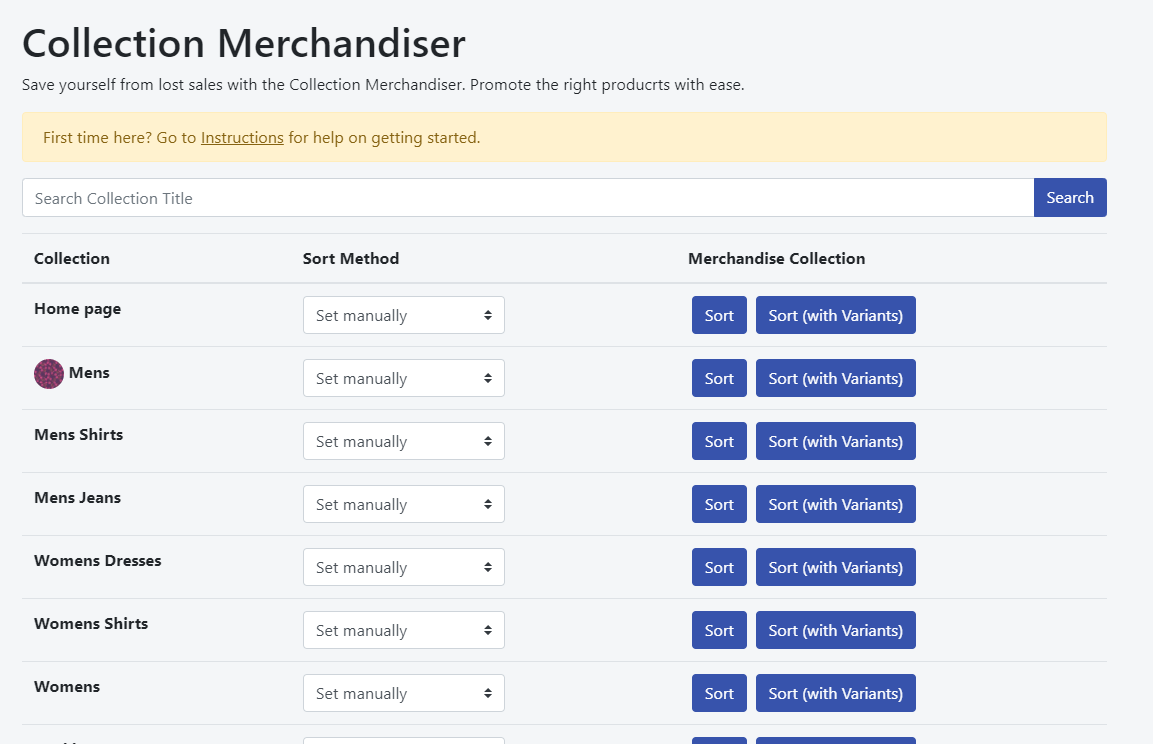 Collection Merchandiser
Save yourself from lost sales with the Collection Merchandiser. Promote the right producrts with ease.
First time here? Go to Instructions for help on getting started.
Search Collection Title Search
Collection Sort Method Merchandise Collection
Home page Set manually Sort Sort (with Variants)
Mens Set manually Sort Sort (with Variants)
Mens Shirts Set manually Sort Sort (with Variants)
Mens Jeans Set manually Sort Sort (with Variants)
Womens Dresses Set manually Sort Sort (with Variants)
Womens Shirts Set manually Sort Sort (with Variants)
Womens Set manually Sort Sort (with Variants)